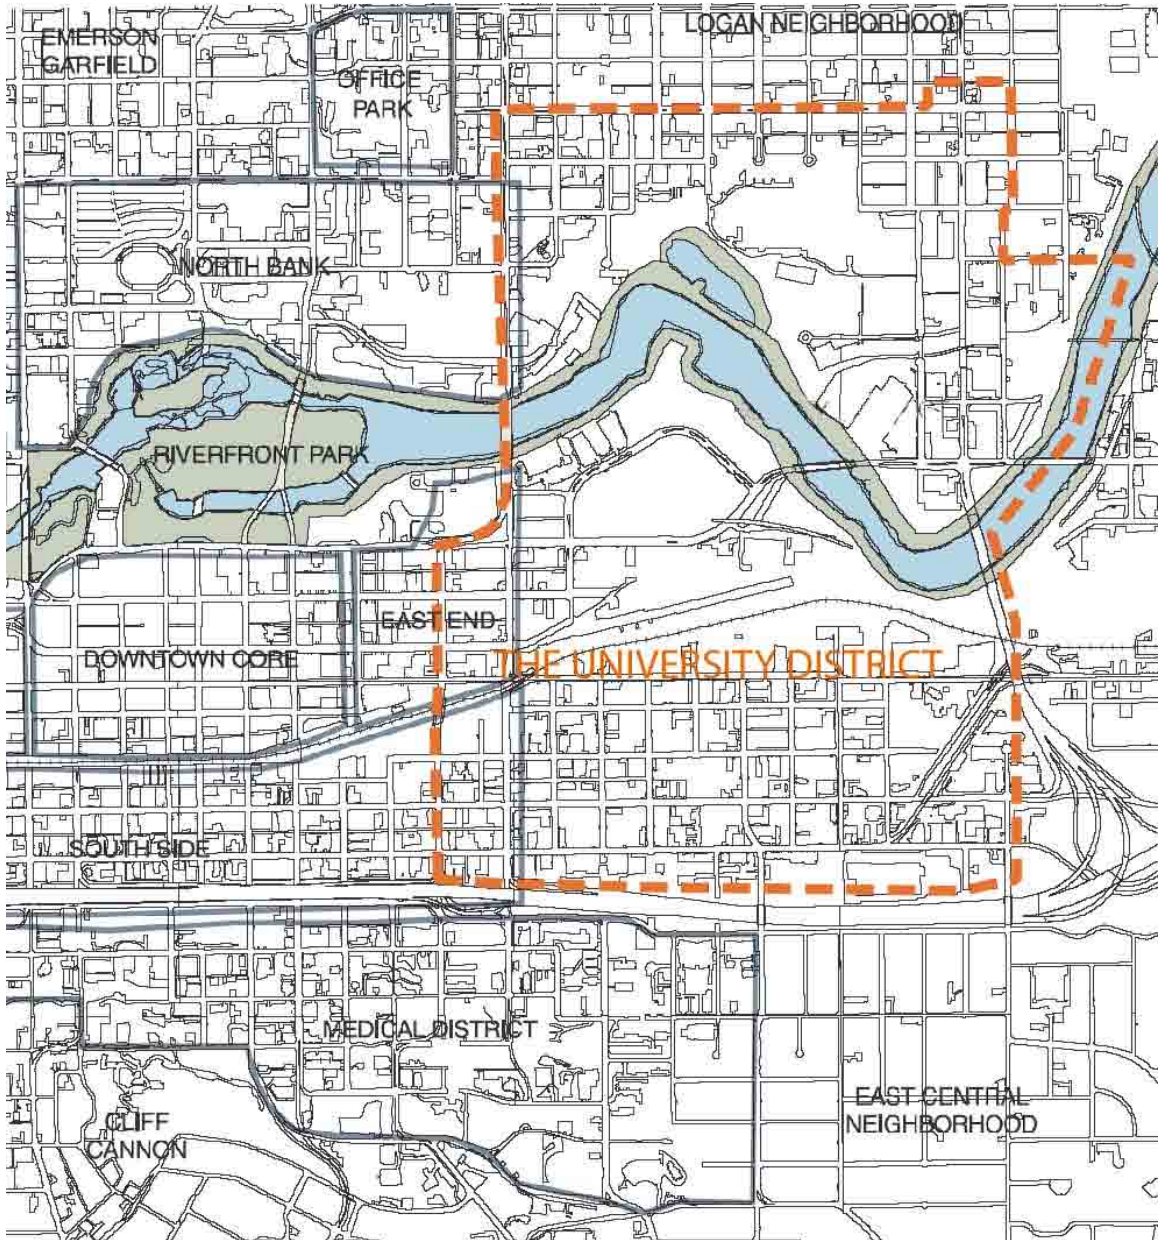 LOGAN NEIGHBORHOOD
EMERSON
GARFIELD
OFFICE
PARK
NORTH BANK
RIVERFRONT PARK
EAST END
DOWNTOWN CORE
THE UNIVERSITY DISTRICT
SOUTH SIDE
MEDICAL DISTRICT
CLIFF
CANNON
EAST CENTRAL
NEIGHBORHOOD